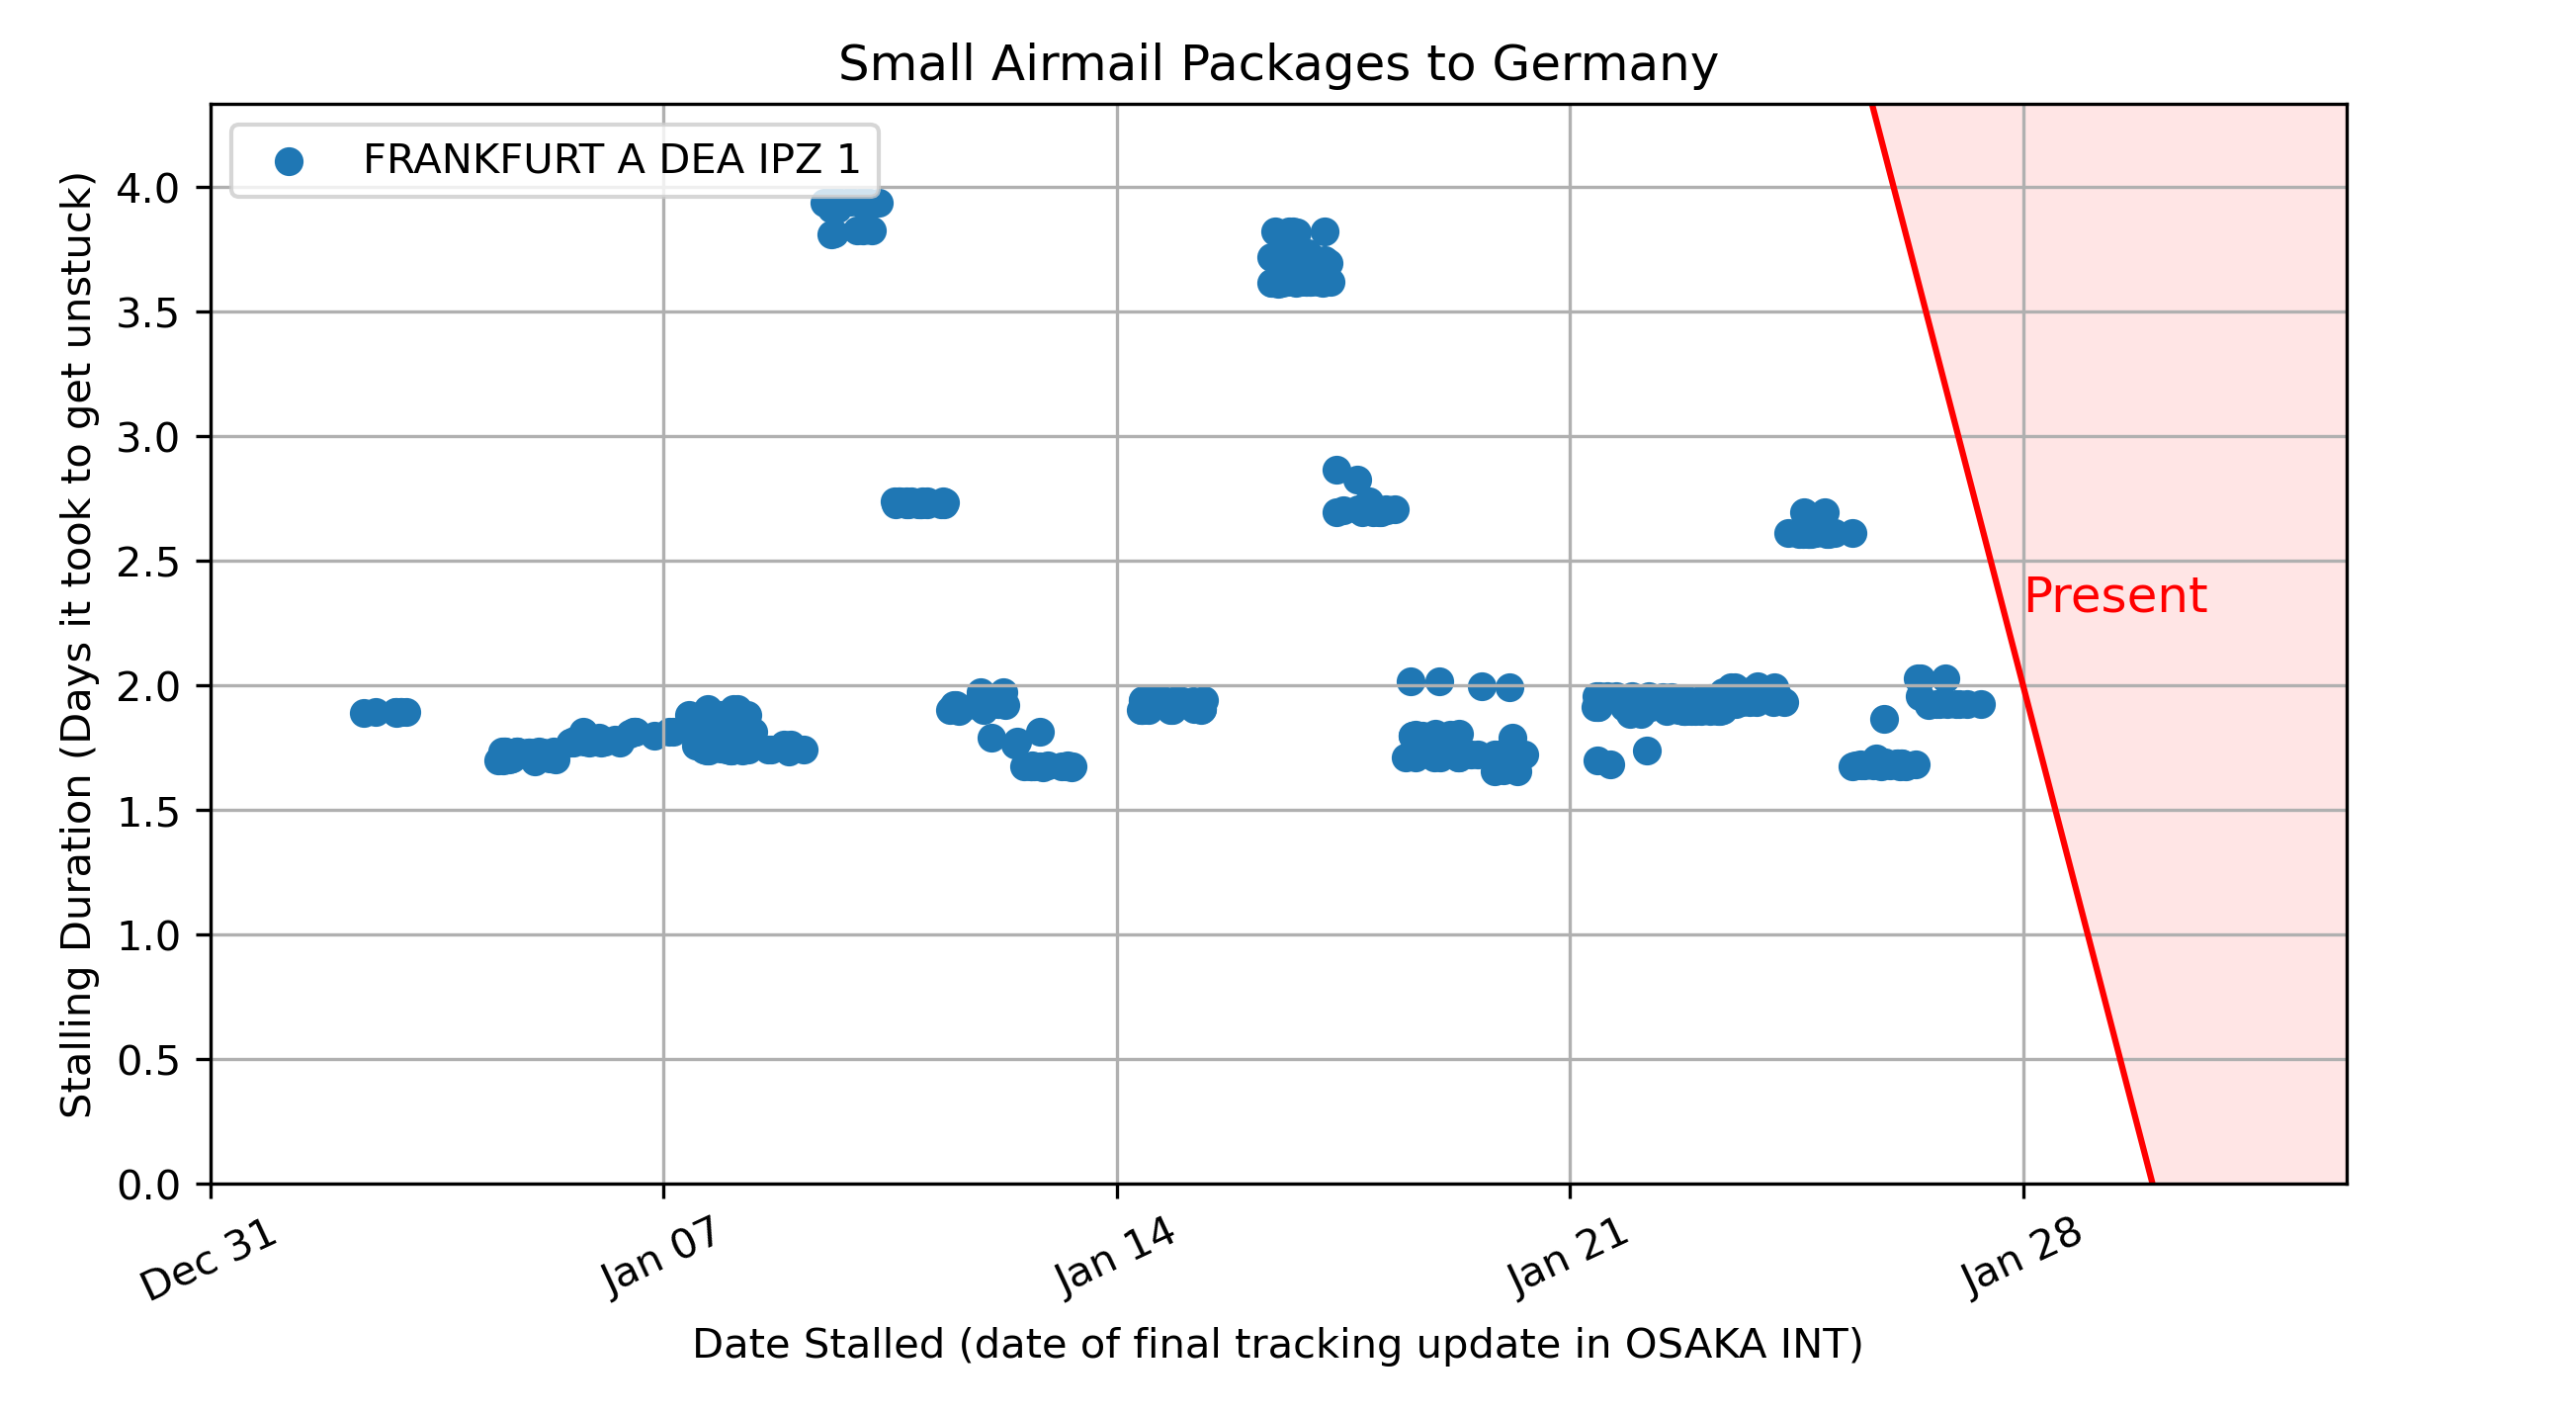 Small Airmail Packages to Germany
FRANKFURT A DEA IPZ 1
Stalling Duration (Days it took to get unstuck)
4.0
3.5
3.0
2.5
2.0
1.5
1.0
0.5
0.0
Present
Dec 31
Jan 07
Jan 14
Jan 21
Jan 28
Date Stalled (date of final tracking update in OSAKA INT)